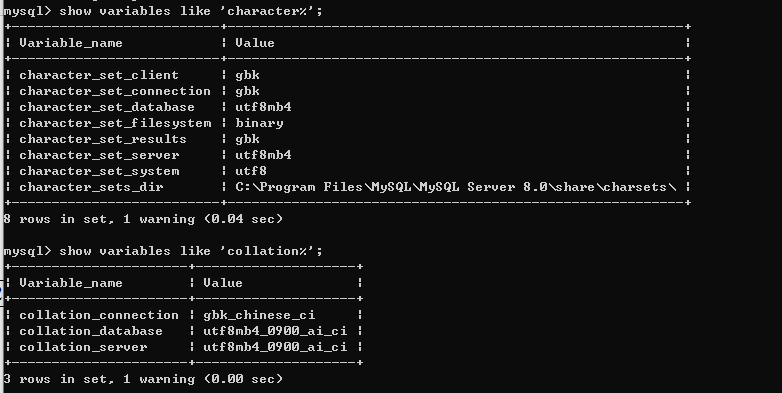 mysql> show variables like 'character%';
+--------------------------+---------------------------------------------------------+
| Variable_name            | Value                                                   |
+--------------------------+---------------------------------------------------------+
| character_set_client     | gbk                                                     |
| character_set_connection | gbk                                                     |
| character_set_database   | utf8mb4                                                 |
| character_set_filesystem | binary                                                  |
| character_set_results    | gbk                                                     |
| character_set_server     | utf8mb4                                                 |
| character_set_system     | utf8                                                    |
| character_sets_dir       | C:\Program Files\MySQL\MySQL Server 8.0\share\charsets\ |
+--------------------------+---------------------------------------------------------+
8 rows in set, 1 warning (0.04 sec)
mysql> show variables like 'collation%';
+----------------------+--------------------+
| Variable_name        | Value              |
+----------------------+--------------------+
| collation_connection | gbk_chinese_ci     |
| collation_database   | utf8mb4_0900_ai_ci |
| collation_server     | utf8mb4_0900_ai_ci |
+----------------------+--------------------+
3 rows in set, 1 warning (0.00 sec)